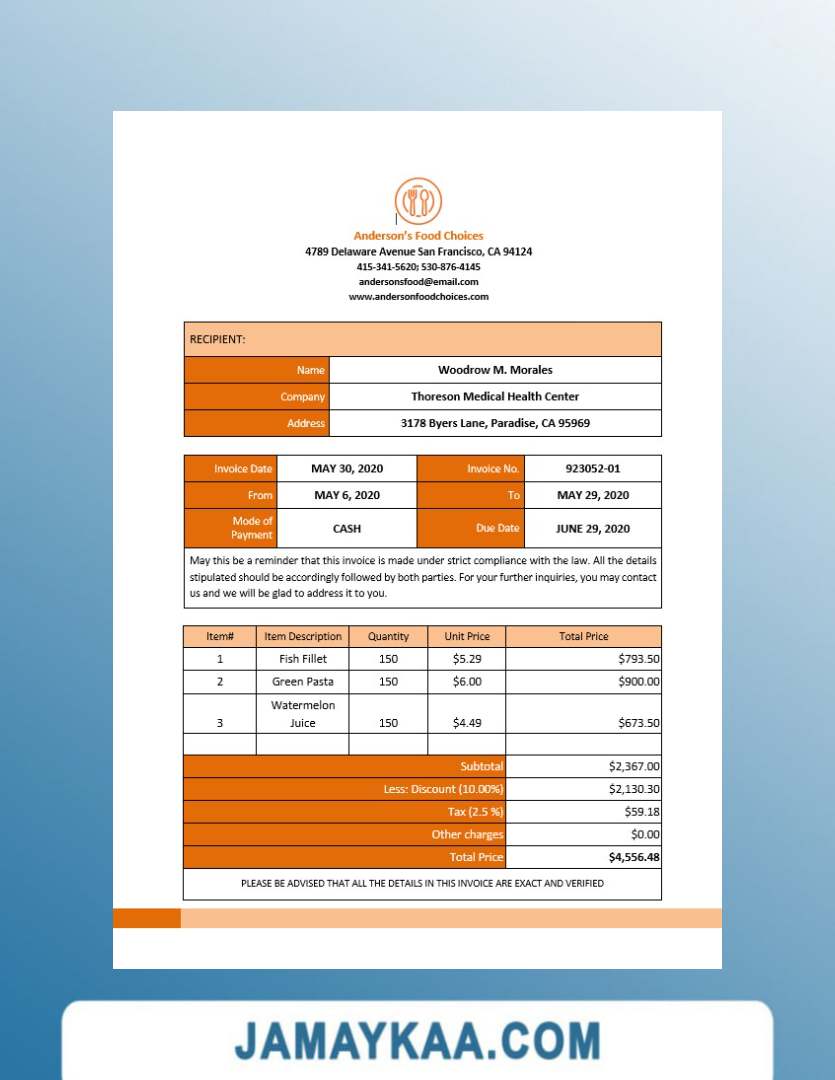 Anderson's Food Choices
4789 Delaware Avenue San Francisco, CA 94124
415-341-5620; 530-876-4145
andersonsfood@email.com
www.andersonfoodchoices.com
RECIPIENT:
Name Woodrow M. Morales
Company Thoreson Medical Health Center
Address 3178 Byers Lane, Paradise, CA 95969
Invoice Date MAY 30, 2020 Invoice No. 923052-01
From MAY 6, 2020 To MAY 29, 2020
Mode of
Payment CASH Due Date JUNE 29, 2020
May this be a reminder that this invoice is made under strict compliance with the law. All the details
stipulated should be accordingly followed by both parties. For your further inquiries, you may contact
us and we will be glad to address it to you.
Item# Item Description Quantity Unit Price Total Price
1 Fish Fillet 150 $5.29 $793.50
2 Green Pasta 150 $6.00 $900.00
Watermelon
3 Juice 150 $4.49 $673.50
Subtotal $2,367.00
Less: Discount (10.00%) $2,130.30
Tax (2.5 %) $59.18
Other charges $0.00
Total Price $4,556.48
PLEASE BE ADVISED THAT ALL THE DETAILS IN THIS INVOICE ARE EXACT AND VERIFIED
JAMAYKAA.COM